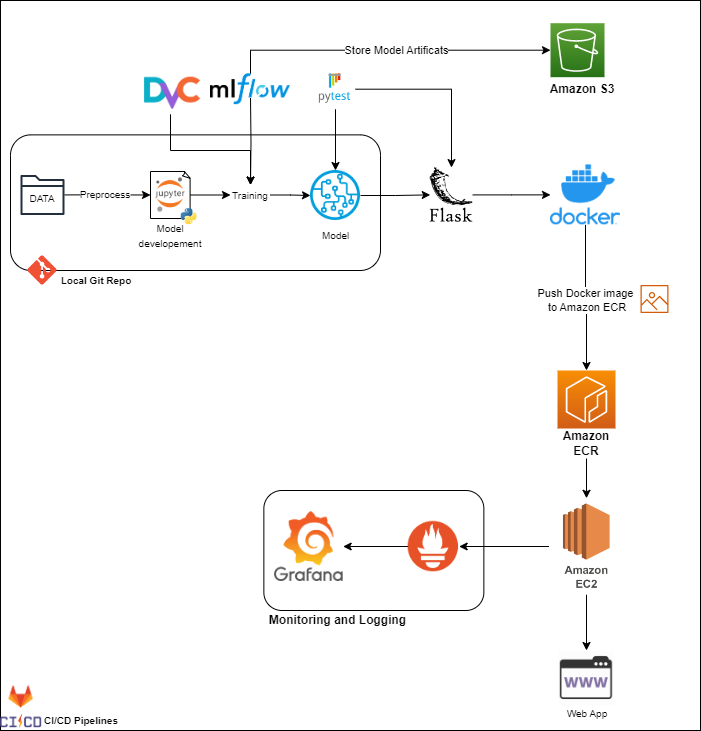 Store Model Artificats
Amazon S3
DVC
mlflow
pytest
DATA
Preprocess
jupyter
Model
developement
Training
Model
Flask
docker
Local Git Repo
Push Docker image
to Amazon ECR
Amazon
ECR
Grafana
Amazon
EC2
Monitoring and Logging
WWW
Web App
CI/CD
CI/CD Pipelines